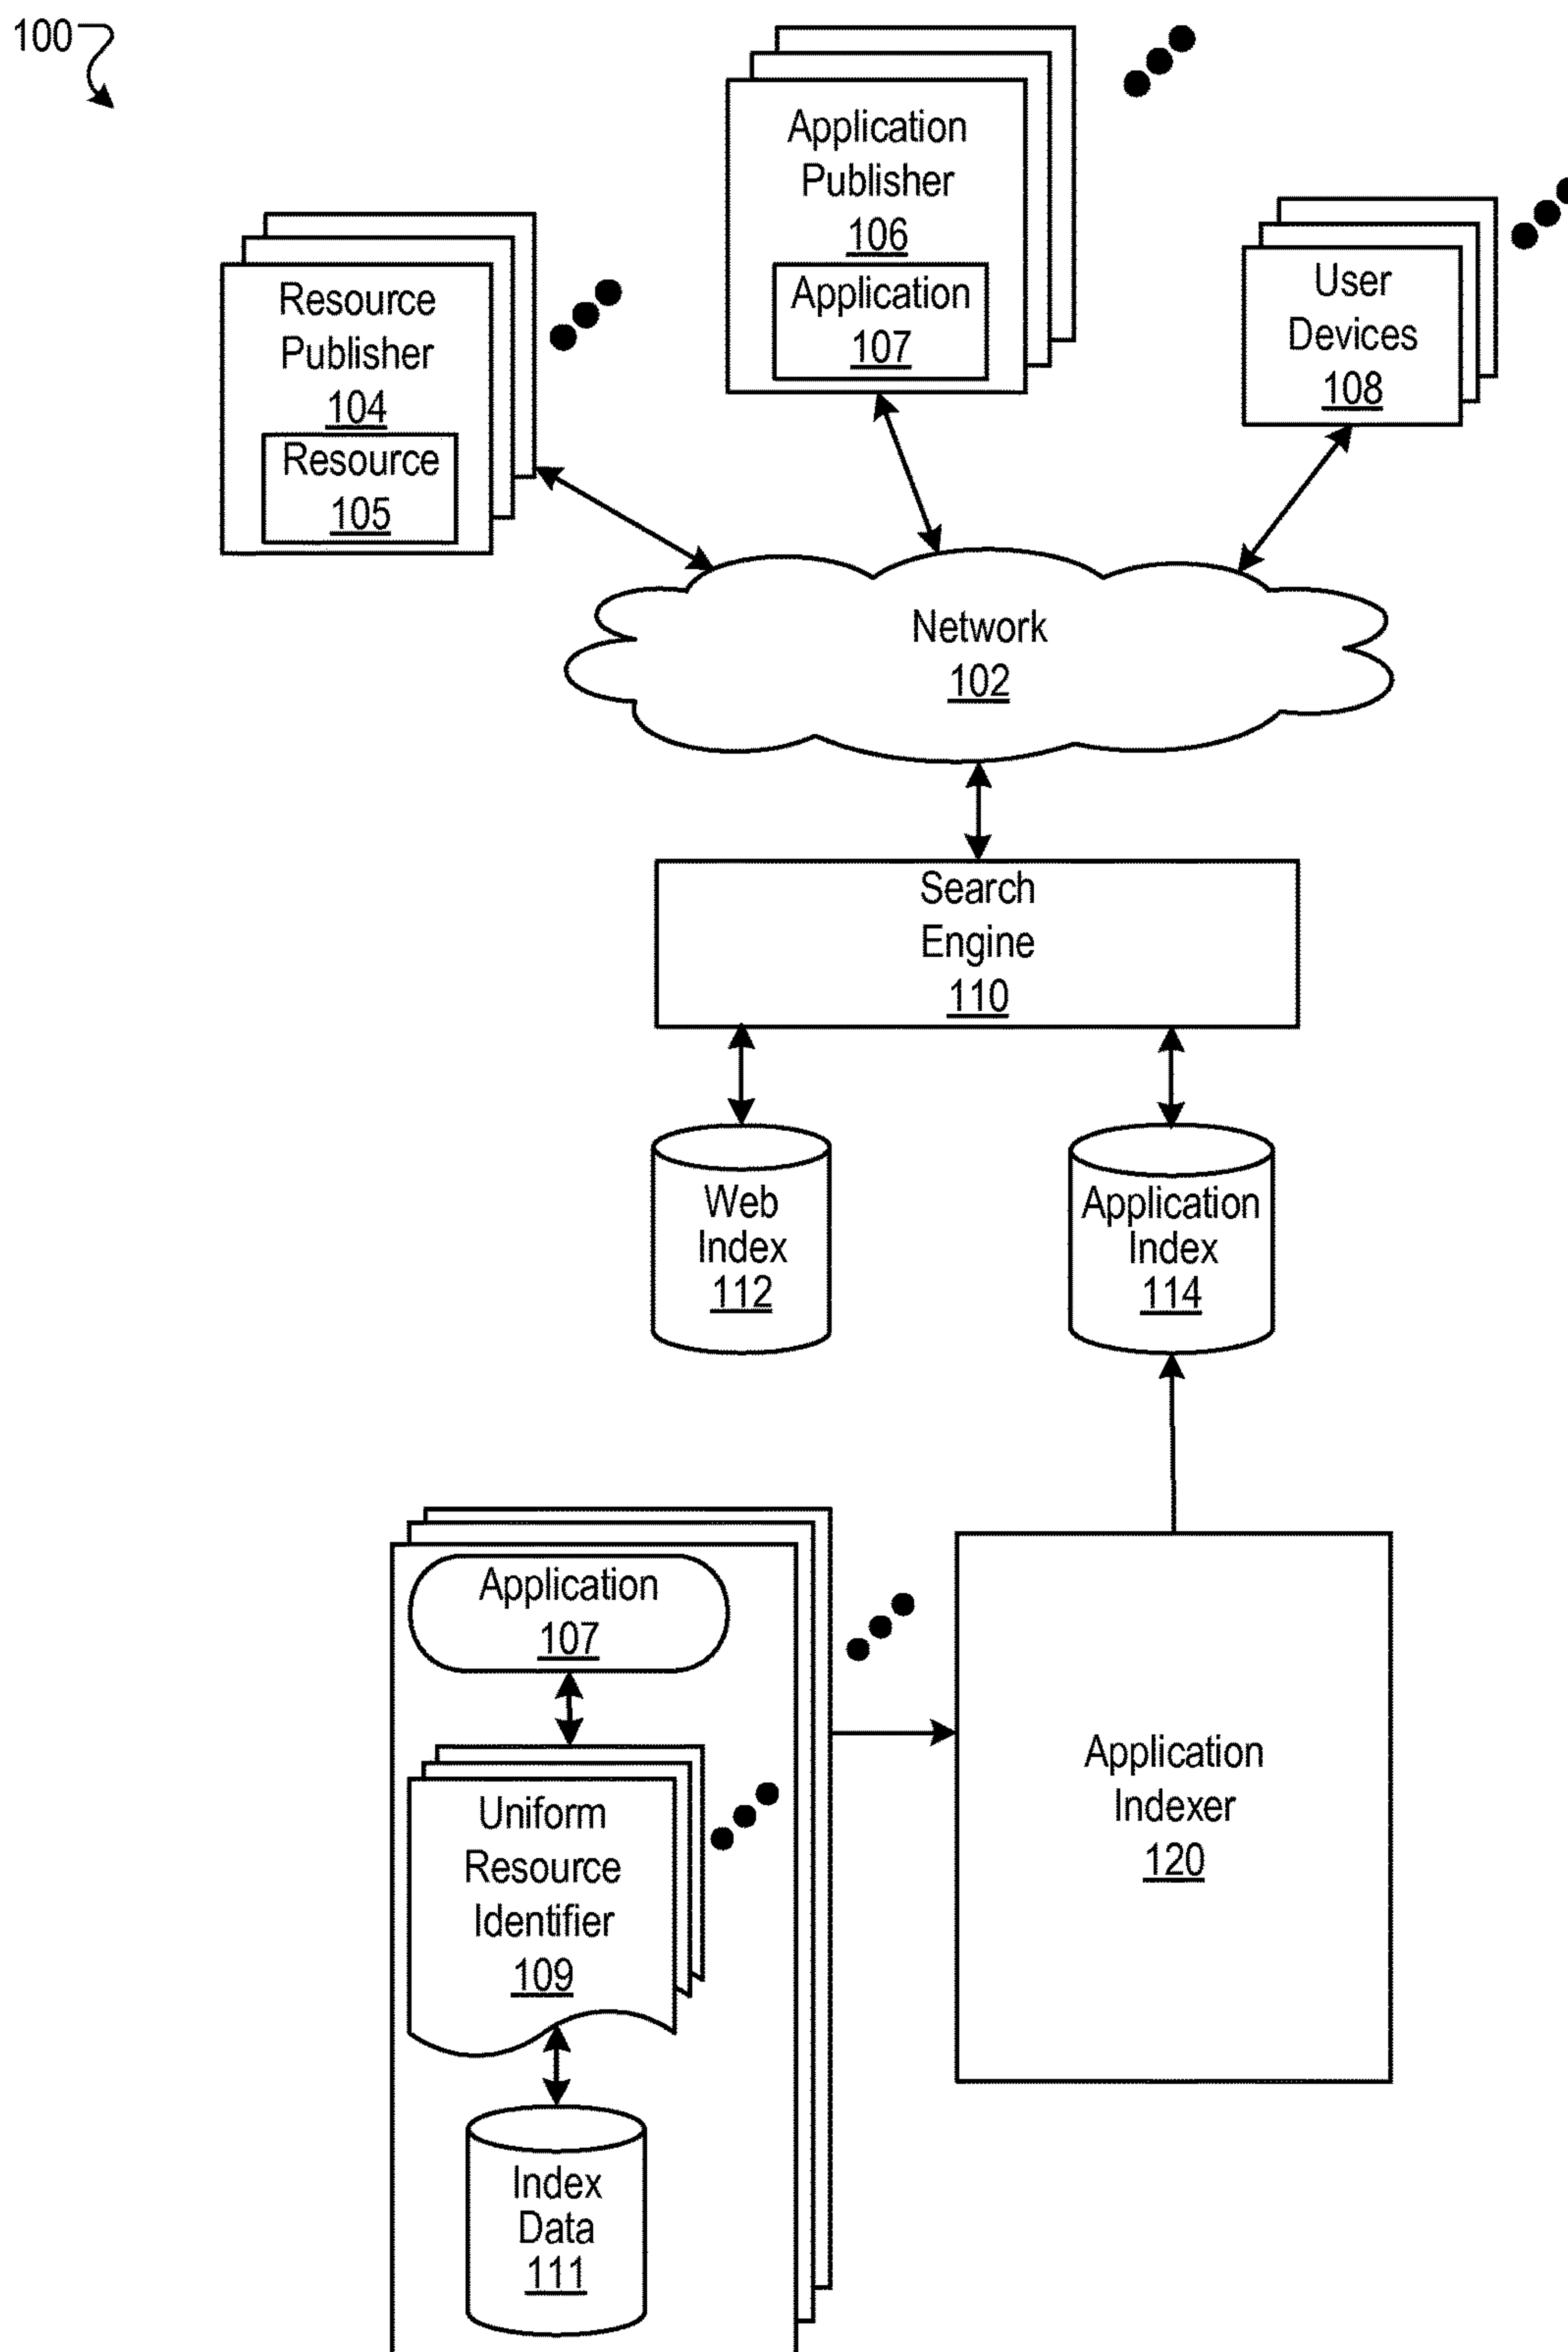 100
Application
Publisher
106
Application
107
Resource
Publisher
104
Resource
105
User
Devices
108
Network
102
Search
Engine
110
Web
Index
112
Application
Index
114
Application
107
Uniform
Resource
Identifier
109
Index
Data
111
Application
Indexer
120